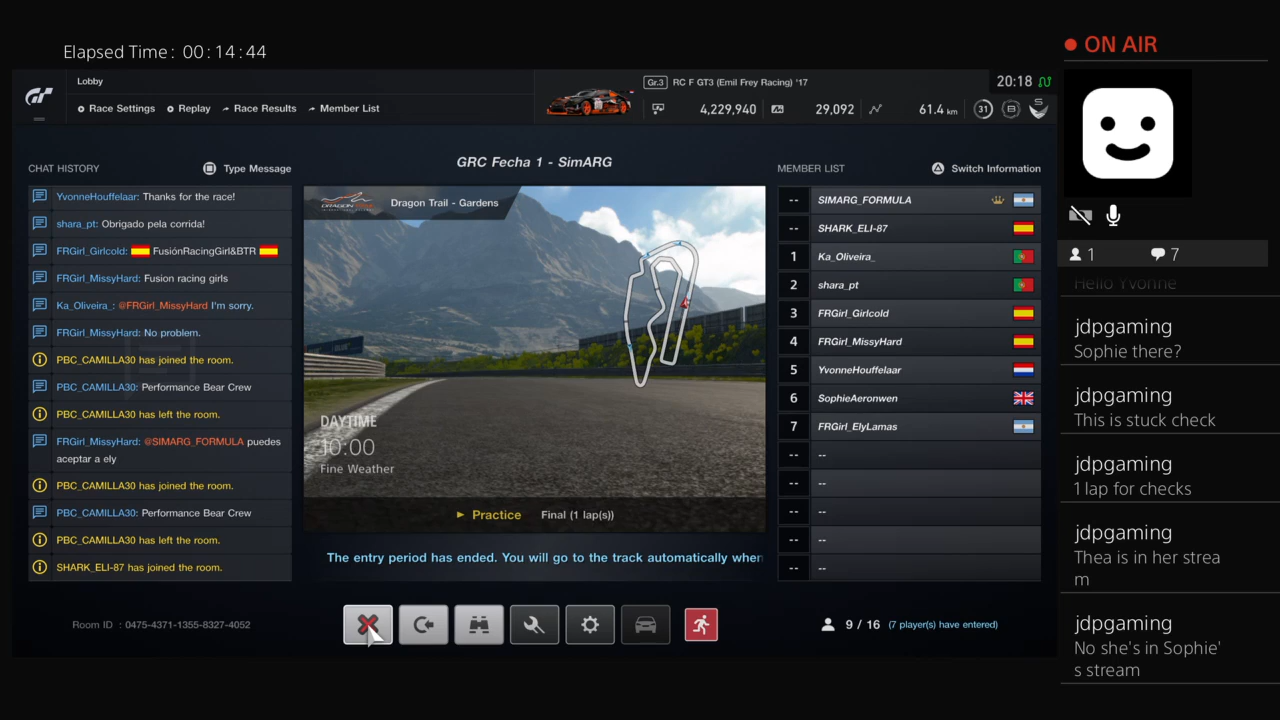 Elapsed Time: 00:14:44
ON AIR
Lobby
Race Settings Replay Race Results Member List
Gr.3 RC F GT3 (Emil Frey Racing) '17
4,229,940 29,092 61.4 km 31 B S
20:18
CHAT HISTORY Type Message
YvonneHouffelaar: Thanks for the race!
shara_pt: Obrigado pela corrida!
FRGirl_Girlcold: FusiónRacingGirl&BTR
FRGirl_MissyHard: Fusion racing girls
Ka_Oliveira_: @FRGirl_MissyHard I'm sorry.
FRGirl_MissyHard: No problem.
PBC_CAMILLA30 has joined the room.
PBC_CAMILLA30: Performance Bear Crew
PBC_CAMILLA30 has left the room.
FRGirl_MissyHard: @SIMARG_FORMULA puedes
aceptar a ely
PBC_CAMILLA30 has joined the room.
PBC_CAMILLA30: Performance Bear Crew
PBC_CAMILLA30 has left the room.
SHARK_ELI-87 has joined the room.
GRC Fecha 1 - SimARG
Dragon Trail - Gardens
DAYTIME
10:00
Fine Weather
Practice Final (1 lap(s))
The entry period has ended. You will go to the track automatically when
MEMBER LIST Switch Information
-- SIMARG_FORMULA
-- SHARK_ELI-87
1 Ka_Oliveira_
2 shara_pt
3 FRGirl_Girlcold
4 FRGirl_MissyHard
5 YvonneHouffelaar
6 SophieAeronwen
7 FRGirl_ElyLamas
-- --
-- --
-- --
-- --
-- --
Room ID : 0475-4371-1355-8327-4052
9 / 16 (7 player(s) have entered)
1 7
Hello Yvonne
jdpgaming
Sophie there?
jdpgaming
This is stuck check
jdpgaming
1 lap for checks
jdpgaming
Thea is in her strea
m
jdpgaming
No she's in Sophie'
s stream